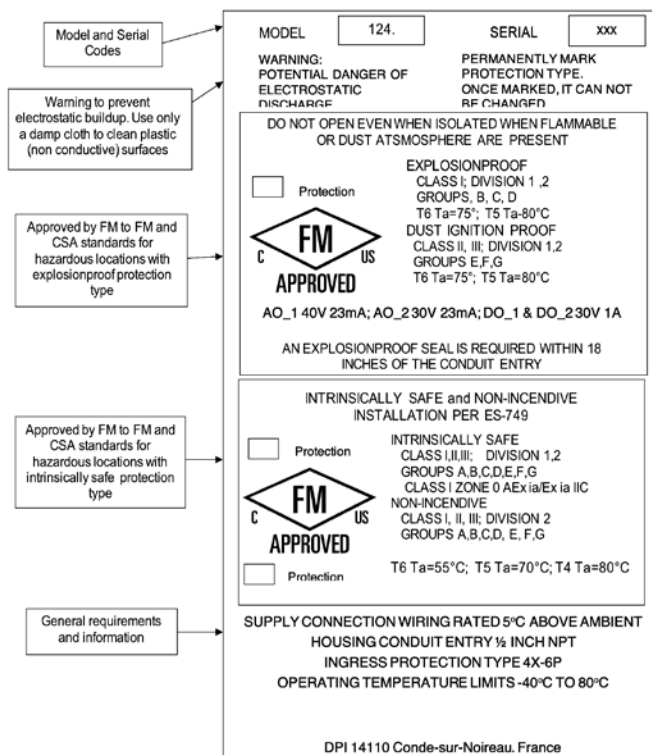 Model and Serial
Codes
Warning to prevent
electrostatic buildup. Use only
a damp cloth to clean plastic
(non conductive) surfaces
Approved by FM to FM and
CSA standards for
hazardous locations with
explosionproof protection
type
Approved by FM to FM and
CSA standards for
hazardous locations with
intrinsically safe protection
type
General requirements
and information
MODEL 124. SERIAL xxx
WARNING:
POTENTIAL DANGER OF
ELECTROSTATIC
DISCHARGE
PERMANENTLY MARK
PROTECTION TYPE.
ONCE MARKED, IT CAN NOT
BE CHANGED
DO NOT OPEN EVEN WHEN ISOLATED WHEN FLAMMABLE
OR DUST ATSMOSPHERE ARE PRESENT
Protection
FM
C US
APPROVED
EXPLOSIONPROOF
CLASS I; DIVISION 1 ,2
GROUPS, B, C, D
T6 Ta=75°; T5 Ta-80°C
DUST IGNITION PROOF
CLASS II, III; DIVISION 1,2
GROUPS E,F,G
T6 Ta=75°; T5 Ta=80°C
AO_1 40V 23mA; AO_2 30V 23mA; DO_1 & DO_2 30V 1A
AN EXPLOSIONPROOF SEAL IS REQUIRED WITHIN 18
INCHES OF THE CONDUIT ENTRY
INTRINSICALLY SAFE and NON-INCENDIVE
INSTALLATION PER ES-749
Protection
FM
C US
APPROVED
Protection
INTRINSICALLY SAFE
CLASS I,II,III; DIVISION 1,2
GROUPS A,B,C,D,E,F,G
CLASS I ZONE 0 AEx ia/Ex ia IIC
NON-INCENDIVE
CLASS I, II, III; DIVISION 2
GROUPS A,B,C,D, E, F,G
T6 Ta=55°C; T5 Ta=70°C; T4 Ta=80°C
SUPPLY CONNECTION WIRING RATED 5°C ABOVE AMBIENT
HOUSING CONDUIT ENTRY ½ INCH NPT
INGRESS PROTECTION TYPE 4X-6P
OPERATING TEMPERATURE LIMITS -40°C TO 80°C
DPI 14110 Conde-sur-Noireau. France